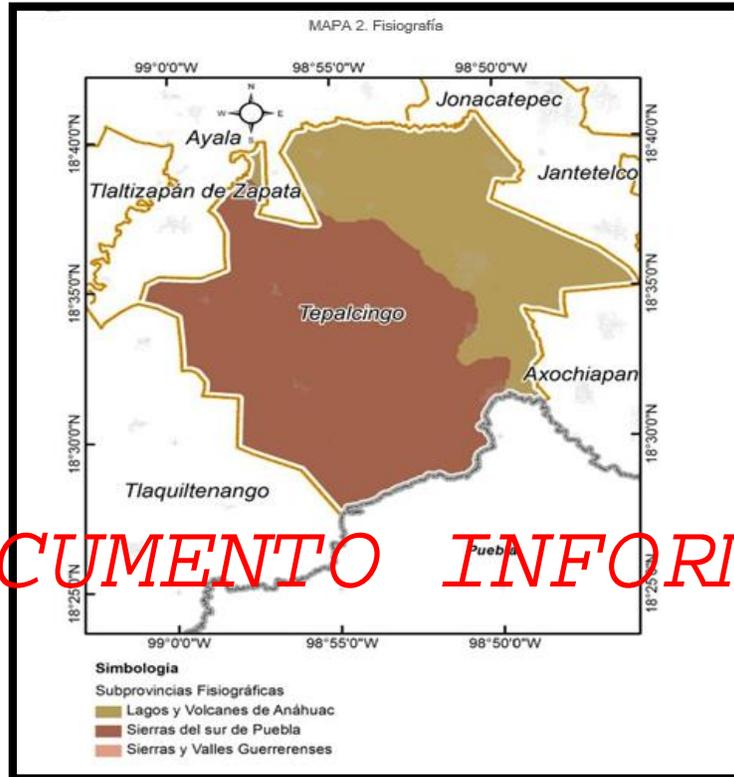 MAPA 2. Fisiografía
99°0'0"W 98°55'0"W 98°50'0"W
N
W E
S
Jonacatepec
18°40'0"N
Ayala
18°40'0"N
Jantetelco
Tlaltizapán de Zapata
18°35'0"N
18°35'0"N
Tepalcingo
Axochiapan
18°30'0"N
18°30'0"N
Tlaquiltenango
CUMENTO INFOR
Puebla
18°25'0"N
18°25'0"N
99°0'0"W 98°55'0"W 98°50'0"W
Simbología
Subprovincias Fisiográficas
Lagos y Volcanes de Anáhuac
Sierras del sur de Puebla
Sierras y Valles Guerrerenses